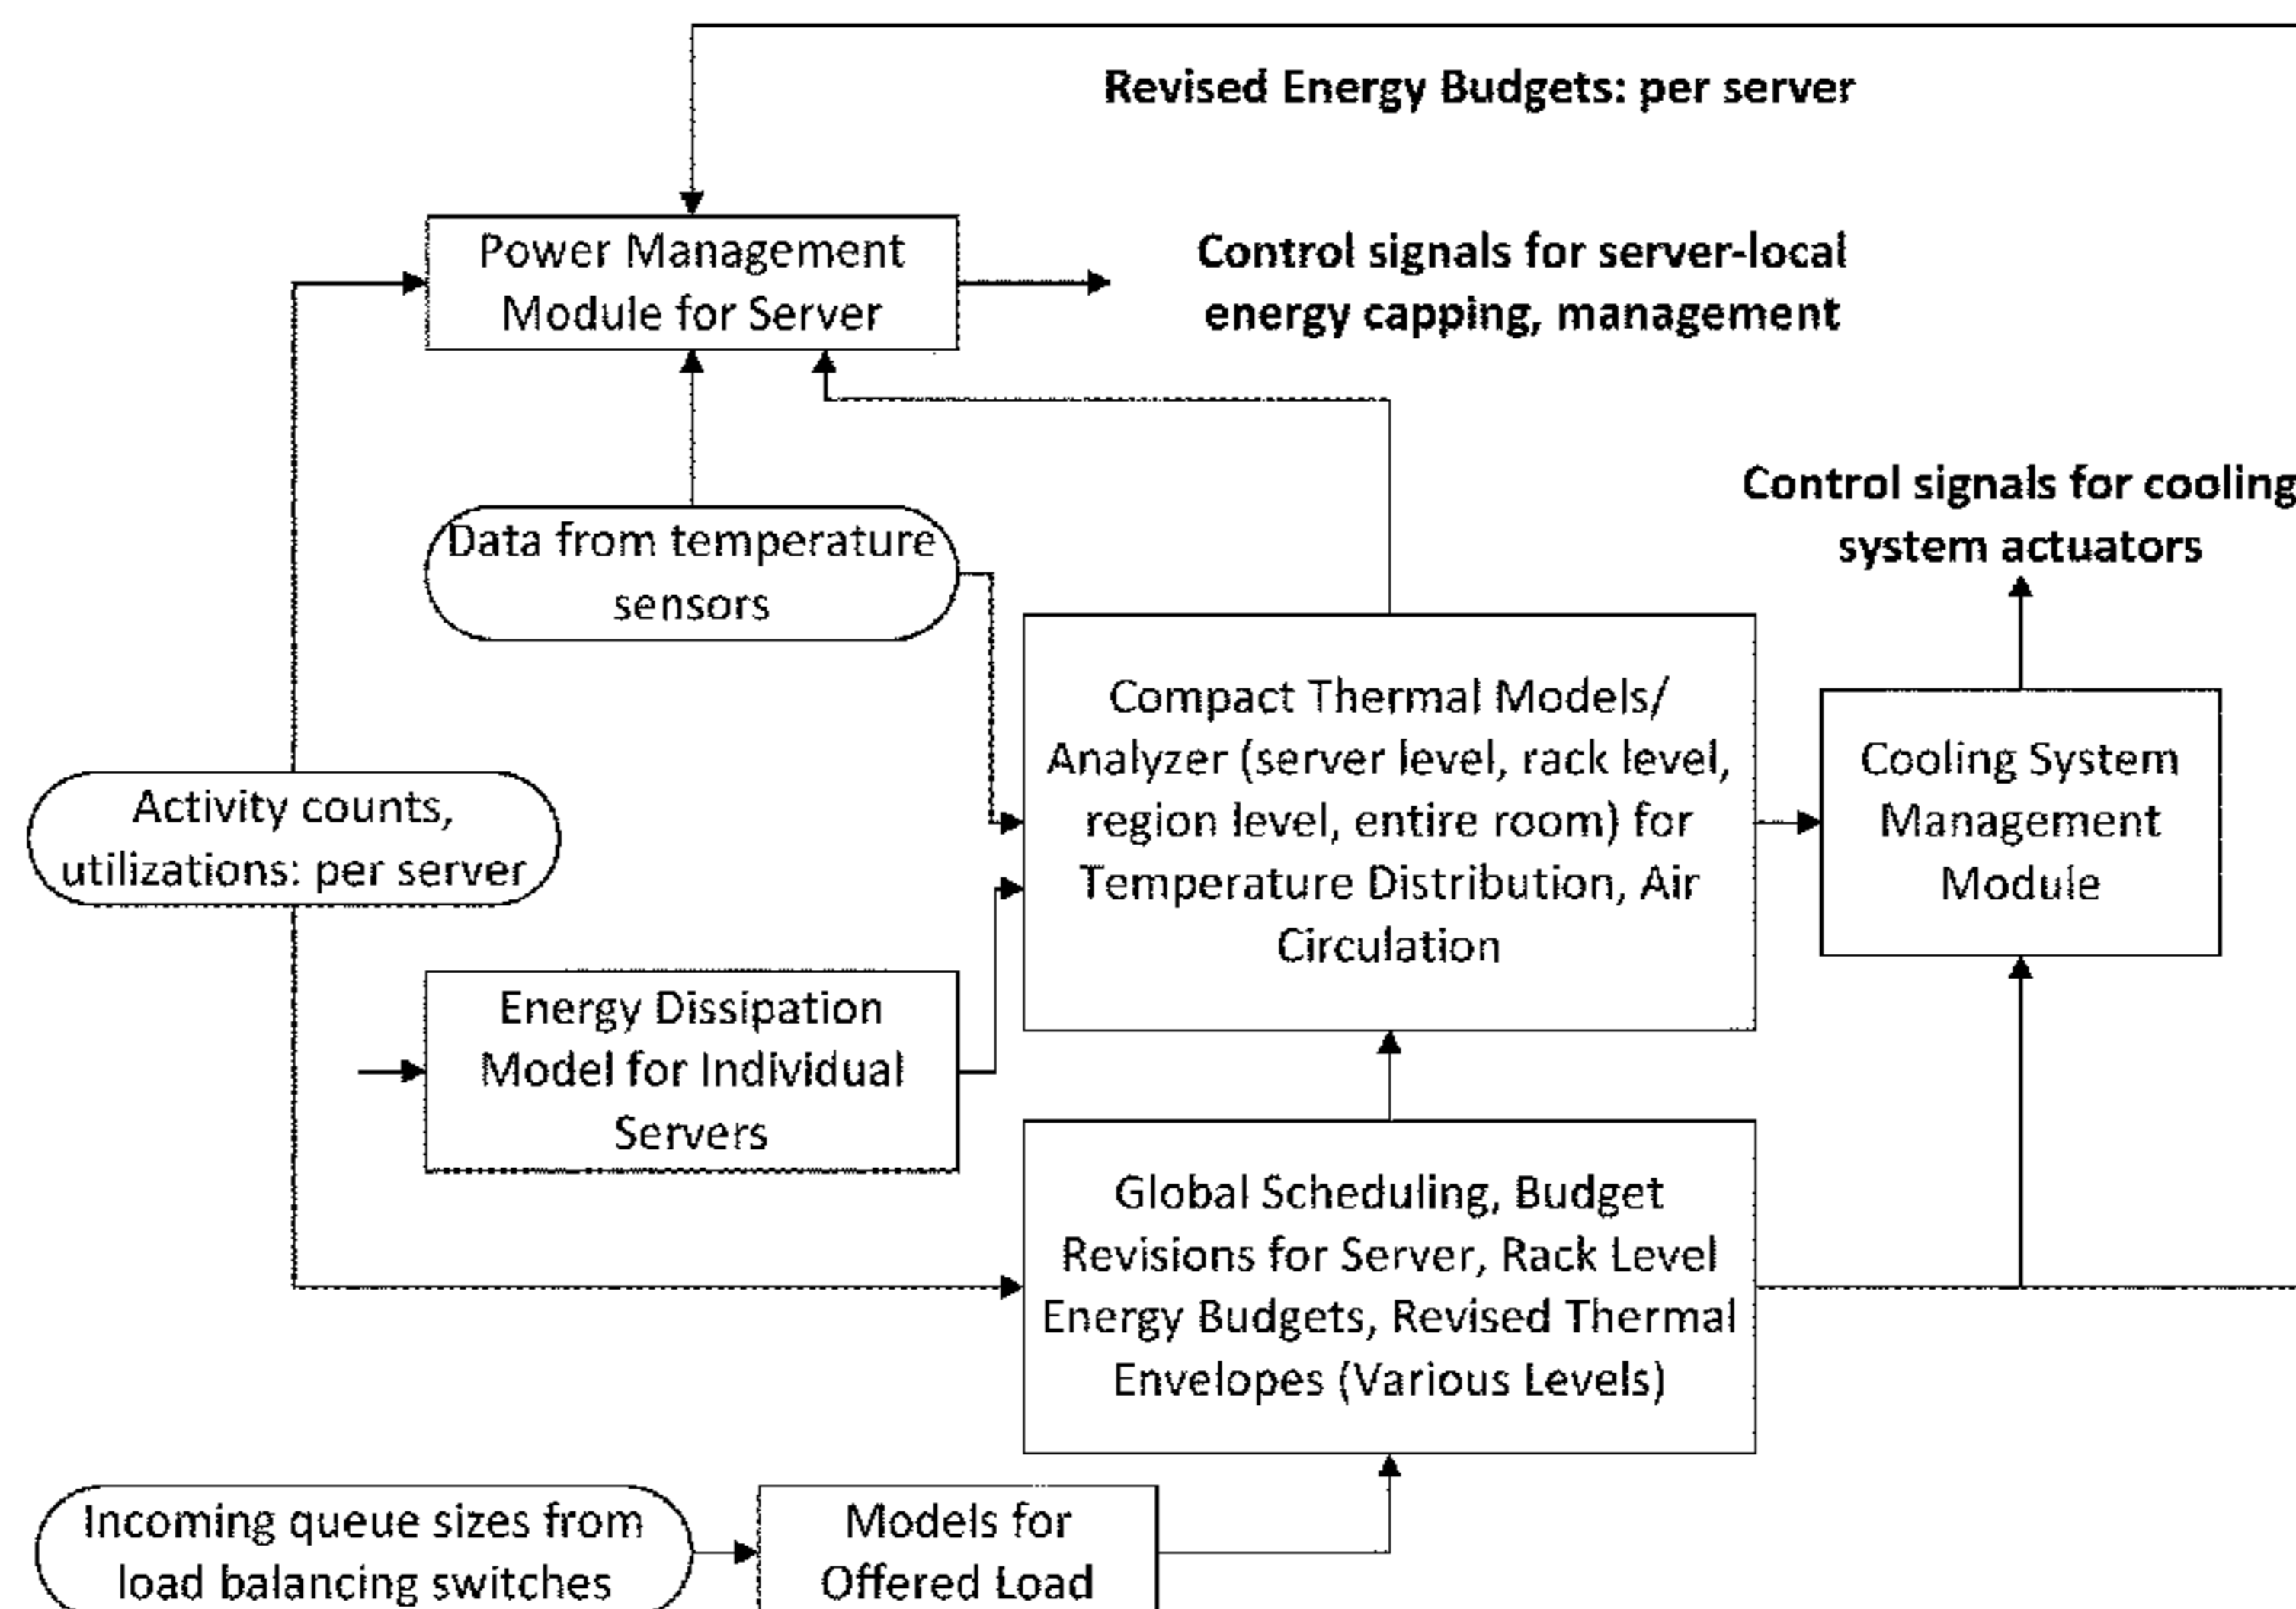 Revised Energy Budgets: per server
Power Management
Module for Server
Control signals for server-local
energy capping, management
Data from temperature
sensors
Control signals for cooling
system actuators
Compact Thermal Models/
Analyzer (server level, rack level,
region level, entire room) for
Temperature Distribution, Air
Circulation
Cooling System
Management
Module
Activity counts,
utilizations: per server
Energy Dissipation
Model for Individual
Servers
Global Scheduling, Budget
Revisions for Server, Rack Level
Energy Budgets, Revised Thermal
Envelopes (Various Levels)
Incoming queue sizes from
load balancing switches
Models for
Offered Load